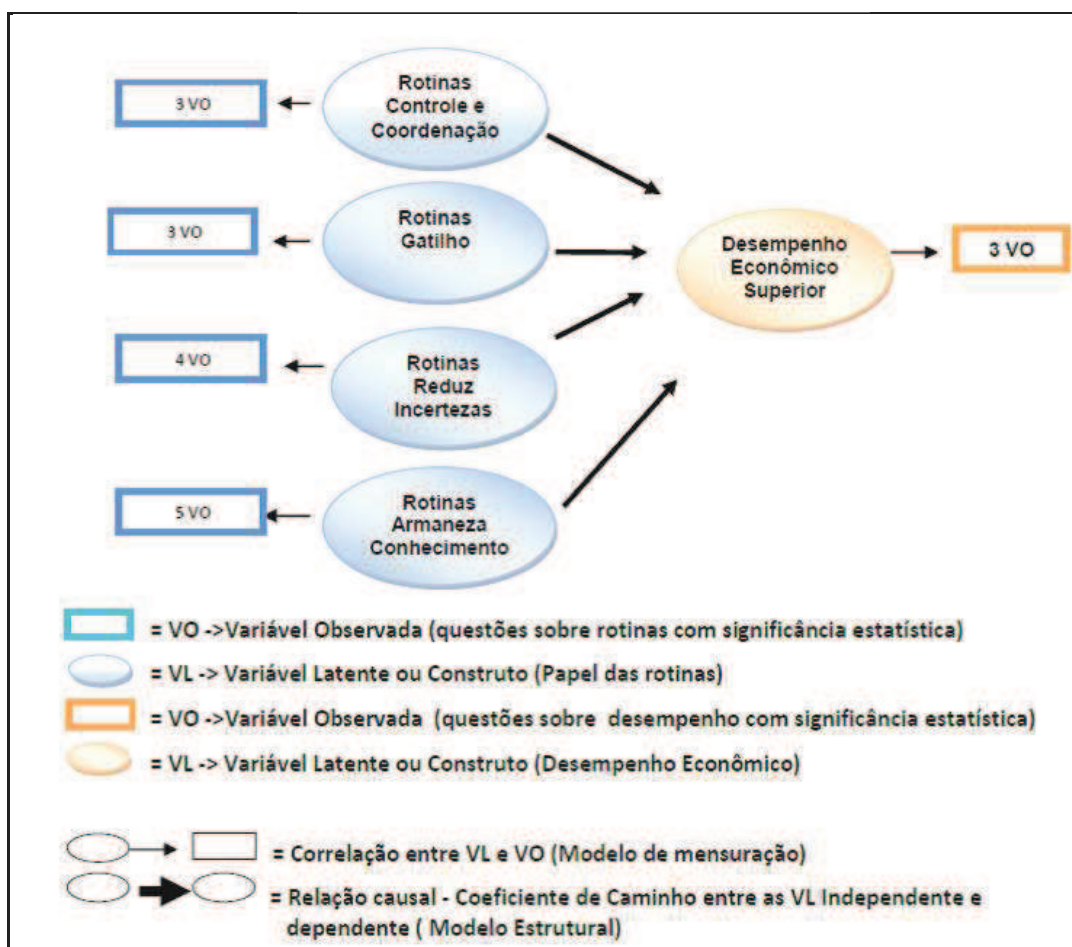 3 VO
Rotinas
Controle e
Coordenação
3 VO
Rotinas
Gatilho
Desempenho
Econômico
Superior
3 VO
4 VO
Rotinas
Reduz
Incertezas
5 VO
Rotinas
Armaneza
Conhecimento
= VO ->Variável Observada (questões sobre rotinas com significância estatística)
= VL -> Variável Latente ou Construto (Papel das rotinas)
= VO ->Variável Observada (questões sobre desempenho com significância estatística)
= VL -> Variável Latente ou Construto (Desempenho Econômico)
= Correlação entre VL e VO (Modelo de mensuração)
= Relação causal - Coeficiente de Caminho entre as VL Independente e
dependente ( Modelo Estrutural)